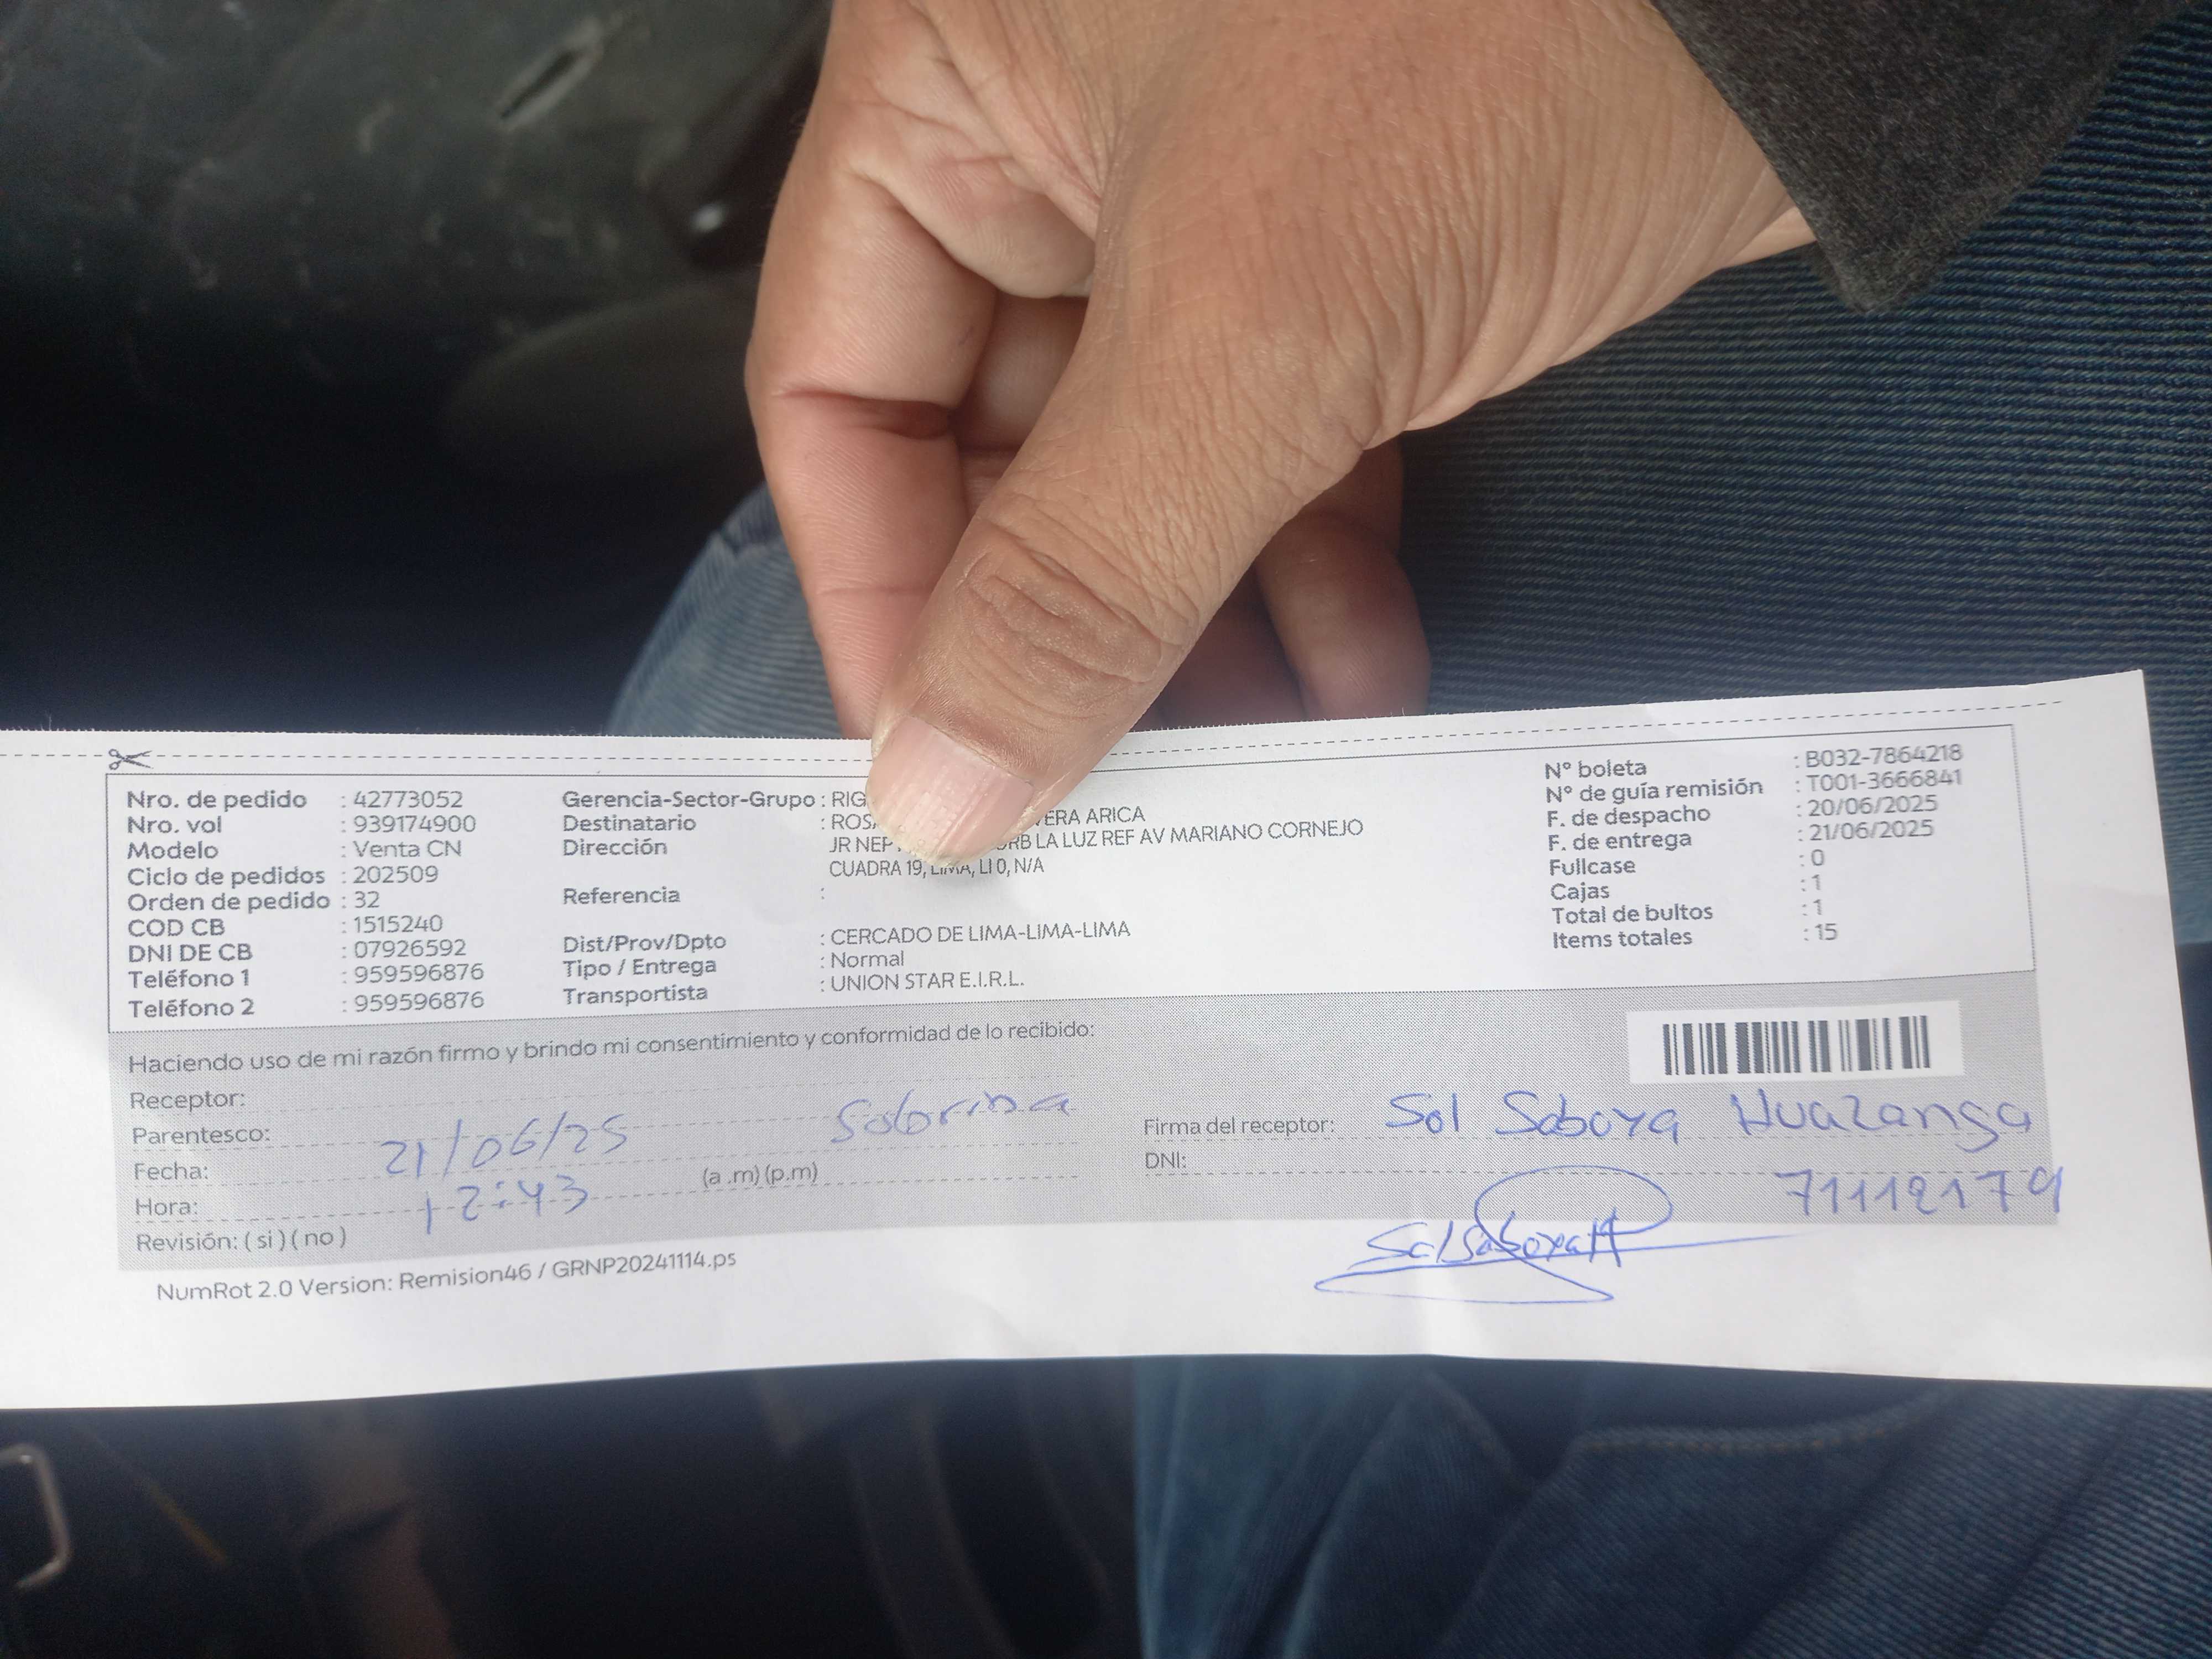 Nro. de pedido : 42773052
Nro. vol : 939174900
Modelo : Venta CN
Ciclo de pedidos : 202509
Orden de pedido : 32
COD CB : 1515240
DNI DE CB : 07926592
Teléfono 1 : 959596876
Teléfono 2 : 959596876
Gerencia-Sector-Grupo :
Destinatario : ARICA
Dirección JR LA LUZ REF AV MARIANO CORNEJO
CUADRA 19, LIMA, LI 0, N/A
Referencia :
Dist/Prov/Dpto : CERCADO DE LIMA-LIMA-LIMA
Tipo / Entrega : Normal
Transportista : UNION STAR E.I.R.L.
N° boleta : B032-7864218
N° de guía remisión : T001-3666841
F. de despacho : 20/06/2025
F. de entrega : 21/06/2025
Fullcase : 0
Cajas : 1
Total de bultos : 1
Items totales : 15
Haciendo uso de mi razón firmo y brindo mi consentimiento y conformidad de lo recibido:
Receptor:
Parentesco: Sobrina
Fecha: 21/06/25
Hora: 12:43 (a .m) (p.m)
Revisión: ( si ) ( no )
Firma del receptor: Sol Saboya Huazanga
DNI: 71112179
Sol Saboya H
NumRot 2.0 Version: Remision46 / GRNP20241114.ps